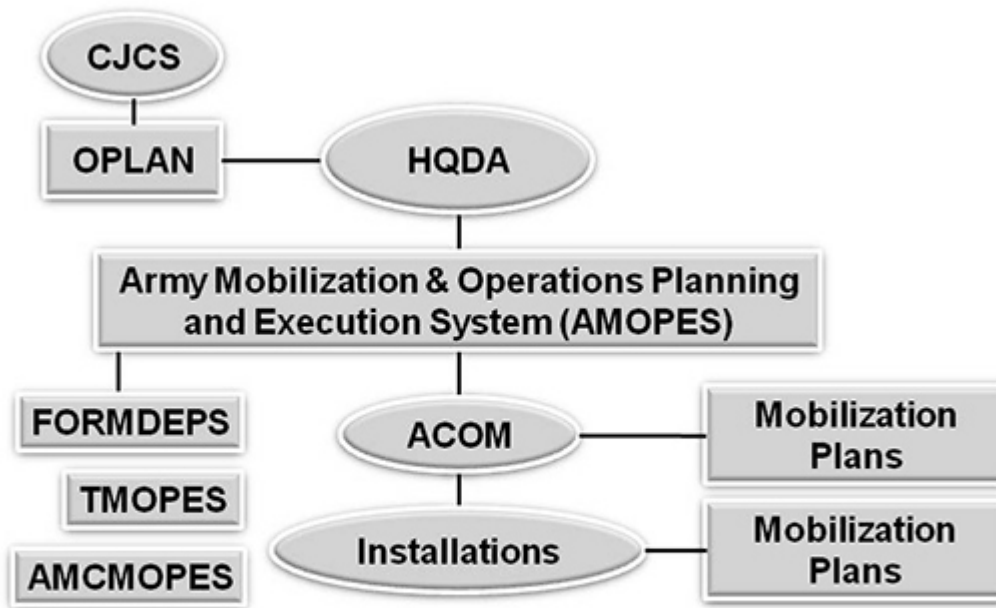 CJCS
OPLAN
HQDA
Army Mobilization & Operations Planning
and Execution System (AMOPES)
FORMDEPS
TMOPES
AMCMOPES
ACOM
Mobilization
Plans
Installations
Mobilization
Plans